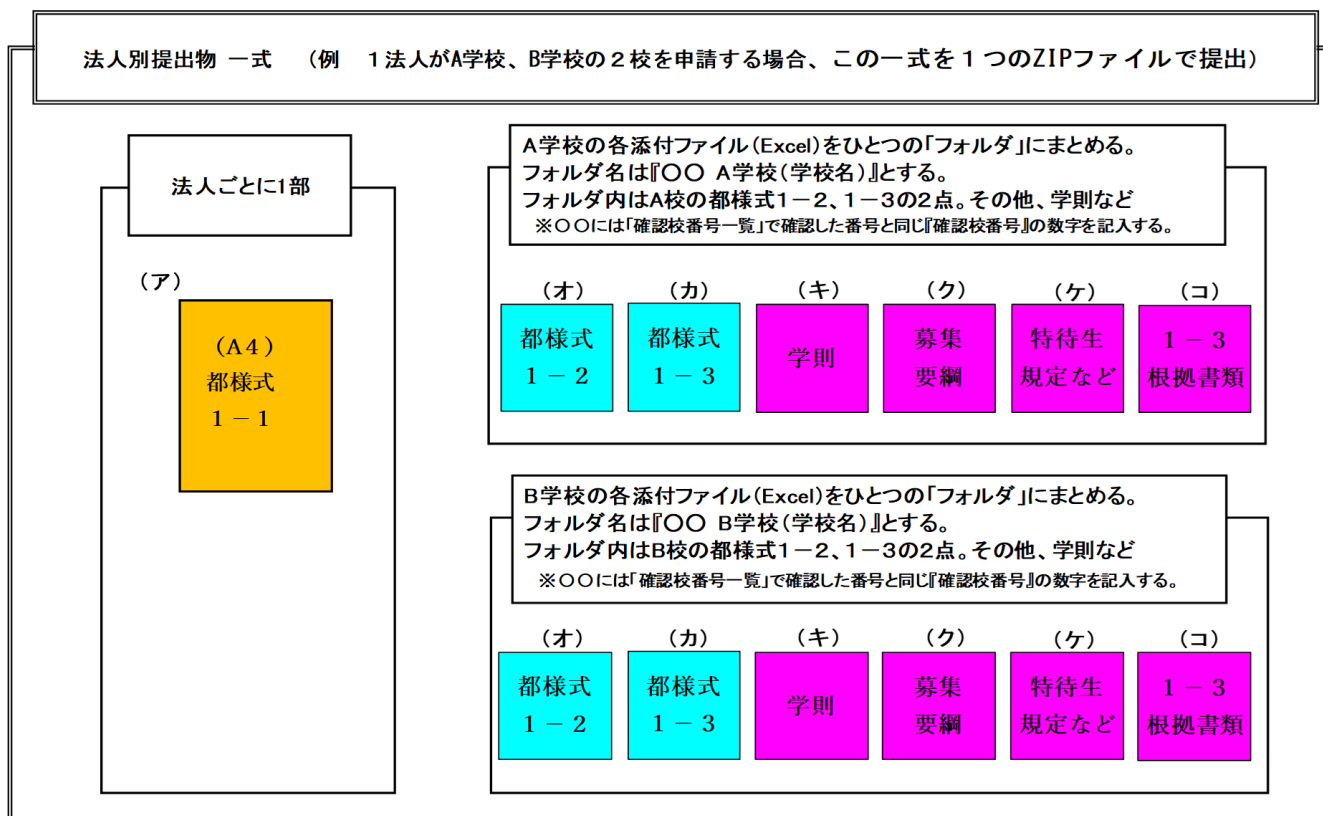 法人別提出物 一式　（例　１法人がA学校、B学校の２校を申請する場合、この一式を１つのZIPファイルで提出）
法人ごとに1部
（ア）
（A４）
都様式
１－１
A学校の各添付ファイル（Excel）をひとつの「フォルダ」にまとめる。
フォルダ名は『〇〇 A学校（学校名）』とする。
フォルダ内はA校の都様式１－２、１－３の２点。その他、学則など
※〇〇には「確認校番号一覧」で確認した番号と同じ『確認校番号』の数字を記入する。
（オ）
都様式
１－２
（カ）
都様式
１－３
（キ）
学則
（ク）
募集
要綱
（ケ）
特待生
規定など
（コ）
１－３
根拠書類
B学校の各添付ファイル（Excel）をひとつの「フォルダ」にまとめる。
フォルダ名は『〇〇 B学校（学校名）』とする。
フォルダ内はB校の都様式１－２、１－３の２点。その他、学則など
※〇〇には「確認校番号一覧」で確認した番号と同じ『確認校番号』の数字を記入する。
（オ）
都様式
１－２
（カ）
都様式
１－３
（キ）
学則
（ク）
募集
要綱
（ケ）
特待生
規定など
（コ）
１－３
根拠書類